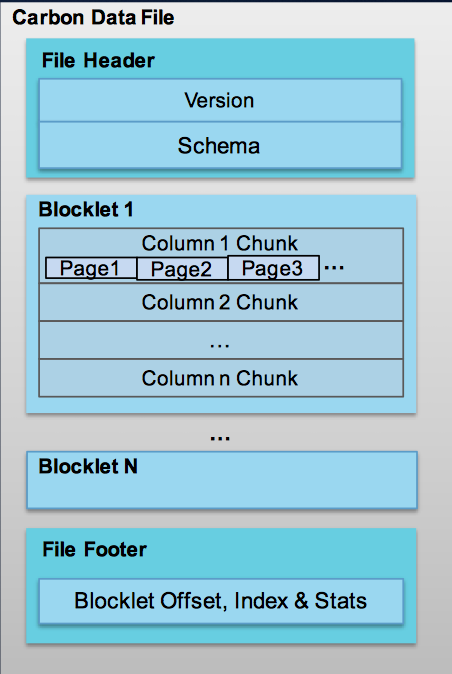 Carbon Data File
File Header
Version
Schema
Blocklet 1
Column 1 Chunk
Page1 Page2 Page3 ...
Column 2 Chunk
...
Column n Chunk
...
Blocklet N
File Footer
Blocklet Offset, Index & Stats